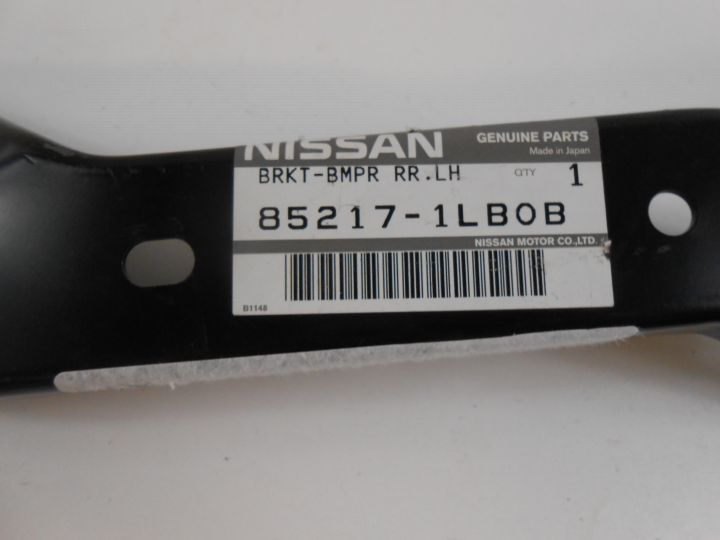 NISSAN GENUINE PARTS
Made in Japan
BRKT-BMPR RR.LH QTY 1
85217-1LB0B
NISSAN MOTOR CO.,LTD.
B1148